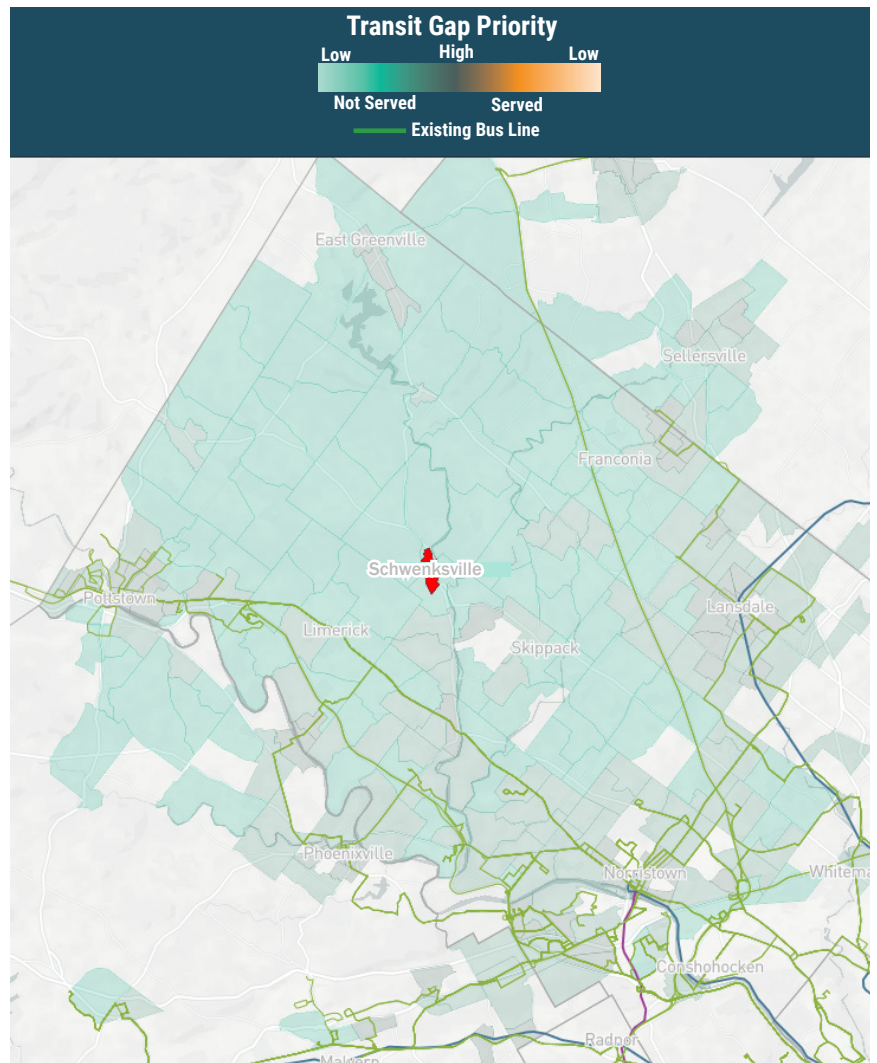 Transit Gap Priority
Low High Low
Not Served Served
Existing Bus Line
East Greenville
Sellersville
Franconia
Schwenksville
Pottstown
Lansdale
Limerick
Skippack
Phoenixville
Norristown
Whitema
Conshohocken
Radnor
Malvern